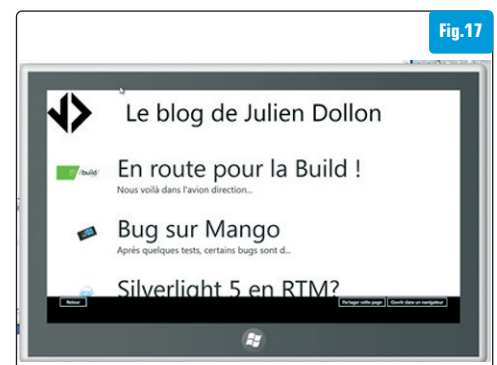 Fig.17
Le blog de Julien Dollon
/build/
En route pour la Build !
Nous voilà dans l'avion direction...
Bug sur Mango
Après quelques tests, certains bugs sont d...
Silverlight 5 en RTM?
Retour
Partager cette page
Ouvrir dans un navigateur